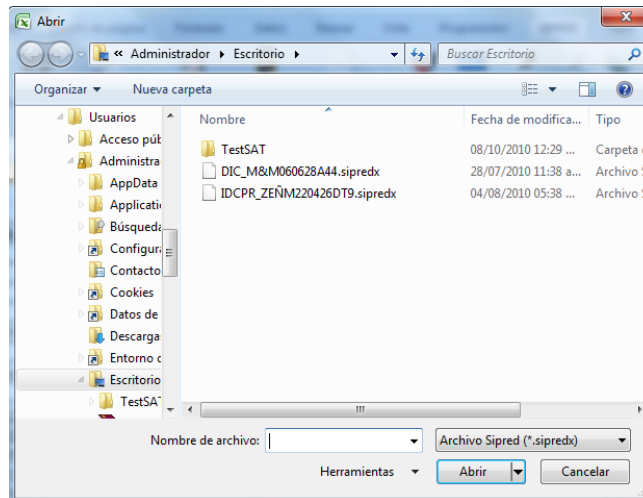 Abrir
« Administrador Escritorio
Buscar Escritorio
Organizar Nueva carpeta
Usuarios
Acceso púb
Administra
AppData
Applicati
Búsqueda
Configura
Contacto
Cookies
Datos de
Descarga
Entorno d
Escritorio
TestSA
Nombre Fecha de modifica... Tipo
TestSAT 08/10/2010 12:29 ... Carpeta
DIC_M&M060628A44.sipredx 28/07/2010 11:38 a... Archivo
IDCPR_ZEÑM220426DT9.sipredx 04/08/2010 05:38 ... Archivo
Nombre de archivo:
Archivo Sipred (*.sipredx)
Herramientas Abrir Cancelar